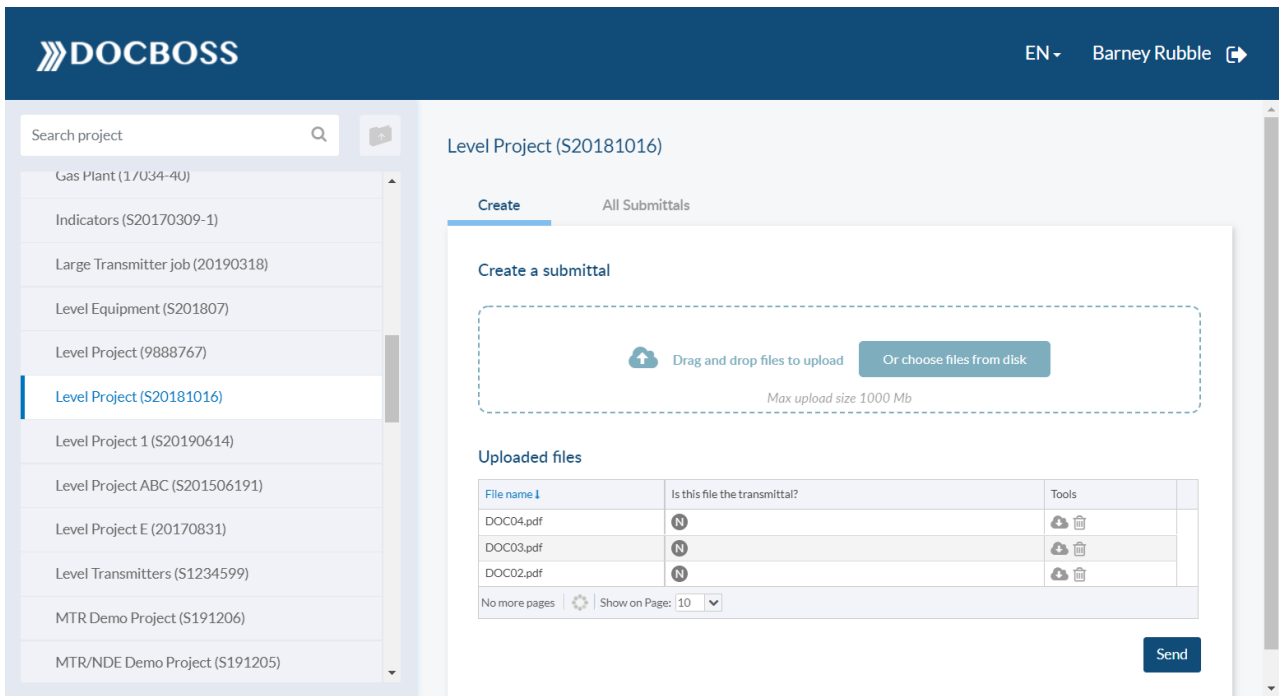 DOCBOSS
EN
Barney Rubble
Search project
Gas Plant (17034-40)
Indicators (S20170309-1)
Large Transmitter job (20190318)
Level Equipment (S201807)
Level Project (9888767)
Level Project (S20181016)
Level Project 1 (S20190614)
Level Project ABC (S201506191)
Level Project E (20170831)
Level Transmitters (S1234599)
MTR Demo Project (S191206)
MTR/NDE Demo Project (S191205)
Level Project (S20181016)
Create All Submittals
Create a submittal
Drag and drop files to upload Or choose files from disk
Max upload size 1000 Mb
Uploaded files
File name Is this file the transmittal? Tools
DOC04.pdf N
DOC03.pdf N
DOC02.pdf N
No more pages Show on Page: 10
Send